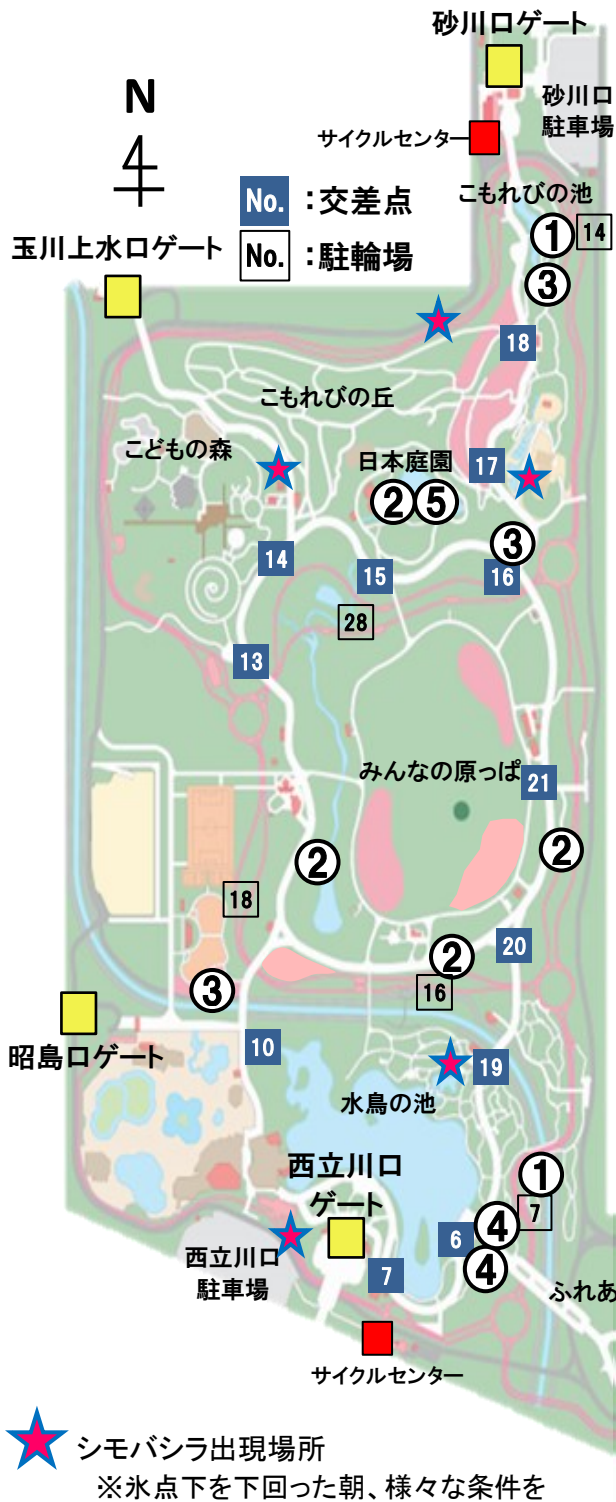 砂川口ゲート
砂川口
駐車場
N
サイクルセンター
No. :交差点
No. :駐輪場
こもれびの池
玉川上水口ゲート
①
14
③
18
こもれびの丘
こどもの森
日本庭園
17
②⑤
③
14
15
16
28
13
みんなの原っぱ
21
②
②
18
20
②
16
③
昭島口ゲート
10
19
水鳥の池
①
西立川口
ゲート
7
④
6
④
西立川口
駐車場
7
ふれあ
サイクルセンター
シモバシラ出現場所
※氷点下を下回った朝、様々な条件を